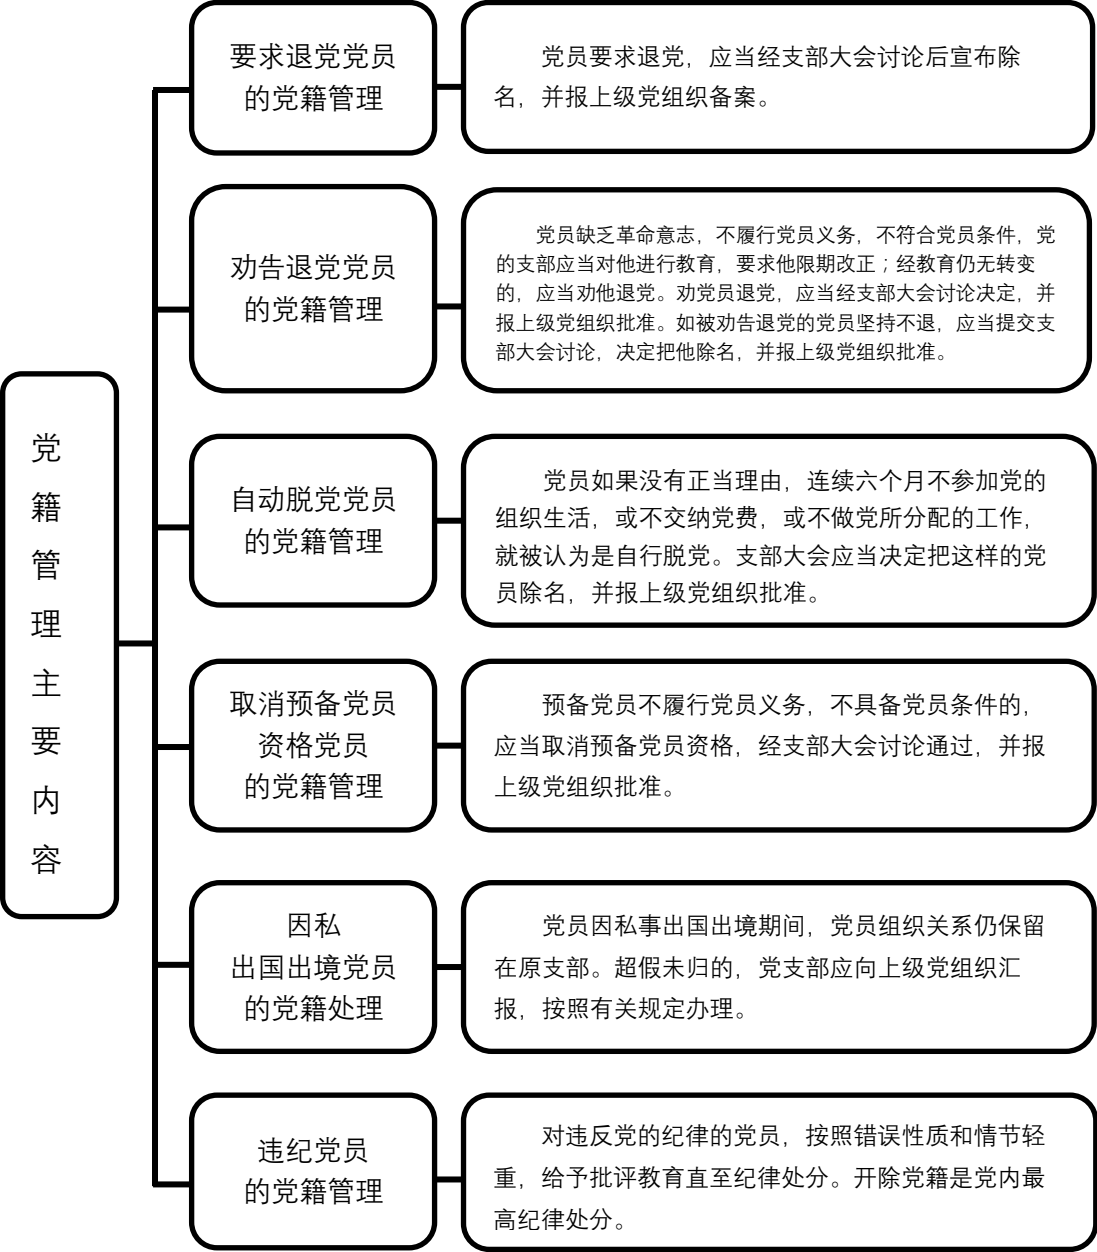 党籍管理主要内容
要求退党党员
的党籍管理
党员要求退党，应当经支部大会讨论后宣布除
名，并报上级党组织备案。
劝告退党党员
的党籍管理
党员缺乏革命意志，不履行党员义务，不符合党员条件，党
的支部应当对他进行教育，要求他限期改正；经教育仍无转变
的，应当劝他退党。劝党员退党，应当经支部大会讨论决定，并
报上级党组织批准。如被劝告退党的党员坚持不退，应当提交支
部大会讨论，决定把他除名，并报上级党组织批准。
自动脱党党员
的党籍管理
党员如果没有正当理由，连续六个月不参加党的
组织生活，或不交纳党费，或不做党所分配的工作，
就被认为是自行脱党。支部大会应当决定把这样的党
员除名，并报上级党组织批准。
取消预备党员
资格党员
的党籍管理
预备党员不履行党员义务，不具备党员条件的，
应当取消预备党员资格，经支部大会讨论通过，并报
上级党组织批准。
因私
出国出境党员
的党籍处理
党员因私事出国出境期间，党员组织关系仍保留
在原支部。超假未归的，党支部应向上级党组织汇
报，按照有关规定办理。
违纪党员
的党籍管理
对违反党的纪律的党员，按照错误性质和情节轻
重，给予批评教育直至纪律处分。开除党籍是党内最
高纪律处分。